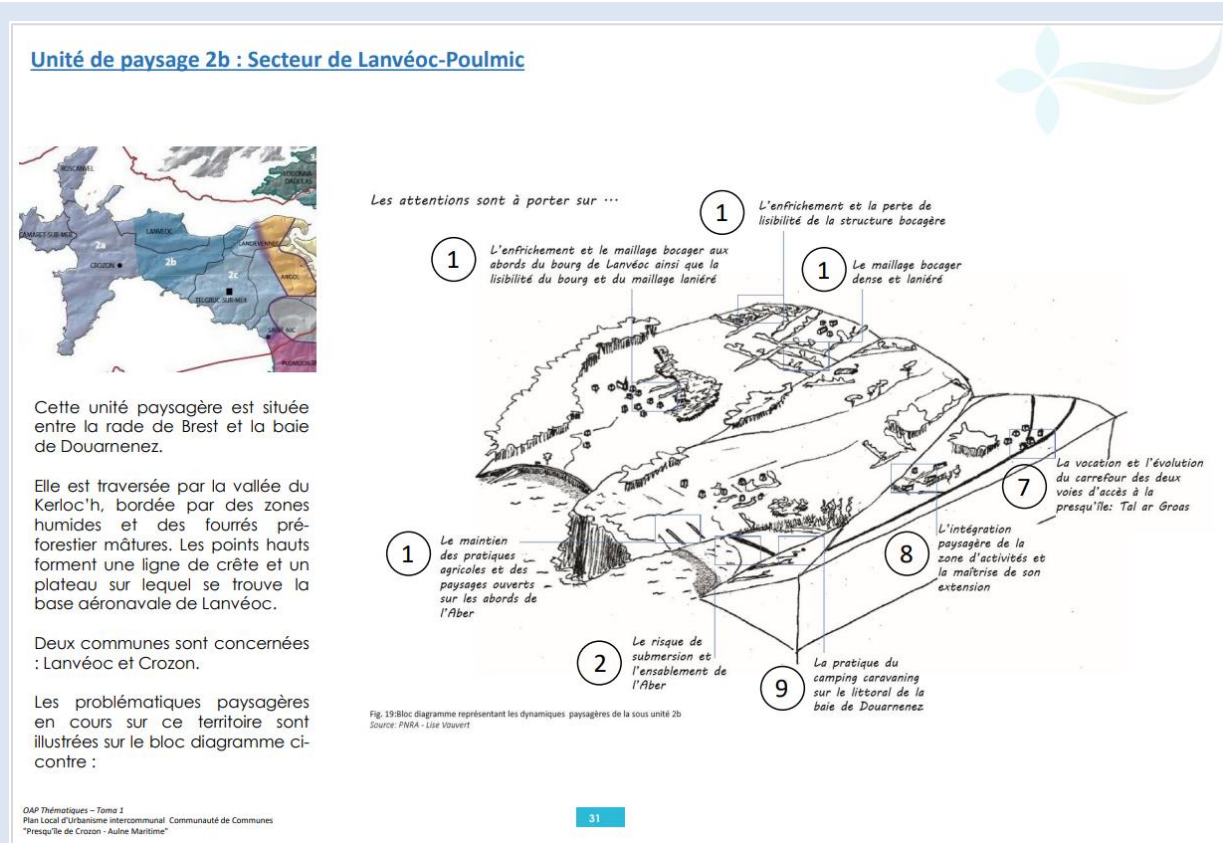 Unité de paysage 2b : Secteur de Lanvéoc-Poulmic
ROSCANVEL
LOGONNA
DAOULAS
CAMARET-SUR-MER
LANVEOC
LANDEVENNEC
2a
CROZON
2b
2c
ARGOL
TELGRUC-SUR-MER
Cette unité paysagère est située
entre la rade de Brest et la baie
de Douarnenez.
Elle est traversée par la vallée du
Kerloc'h, bordée par des zones
humides et des fourrés pré-
forestier mâtures. Les points hauts
forment une ligne de crête et un
plateau sur lequel se trouve la
base aéronavale de Lanvéoc.
Deux communes sont concernées
: Lanvéoc et Crozon.
Les problématiques paysagères
en cours sur ce territoire sont
illustrées sur le bloc diagramme ci-
contre :
Les attentions sont à porter sur ...
1
L'enfrichement et la perte de
lisibilité de la structure bocagère
1
L'enfrichement et le maillage bocager aux
abords du bourg de Lanvéoc ainsi que la
lisibilité du bourg et du maillage laniéré
1
Le maillage bocager
dense et laniéré
7
La vocation et l'évolution
du carrefour des deux
voies d'accès à la
presqu'île: Tal ar Groas
8
L'intégration
paysagère de la
zone d'activités et
la maîtrise de son
extension
1
Le maintien
des pratiques
agricoles et des
paysages ouverts
sur les abords de
l'Aber
2
Le risque de
submersion et
l'ensablement de
l'Aber
9
La pratique du
camping caravaning
sur le littoral de la
baie de Douarnenez
Fig. 19:Bloc diagramme représentant les dynamiques paysagères de la sous unité 2b
Source: PNRA - Lise Vauvert
OAP Thématiques – Tome 1
Plan Local d'Urbanisme intercommunal Communauté de Communes
"Presqu'île de Crozon - Aulne Maritime"
31